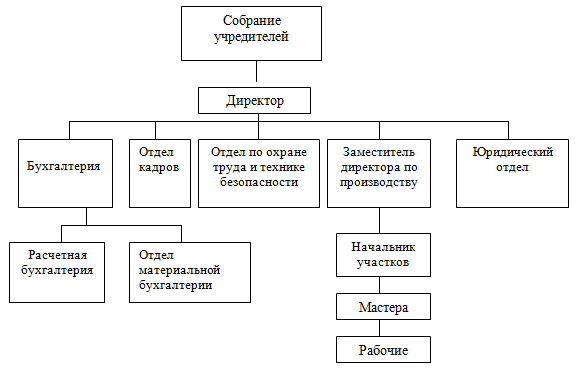 Собрание
учредителей
Директор
Бухгалтерия
Отдел
кадров
Отдел по охране
труда и технике
безопасности
Заместитель
директора по
производству
Юридический
отдел
Расчетная
бухгалтерия
Отдел
материальной
бухгалтерии
Начальник
участков
Мастера
Рабочие